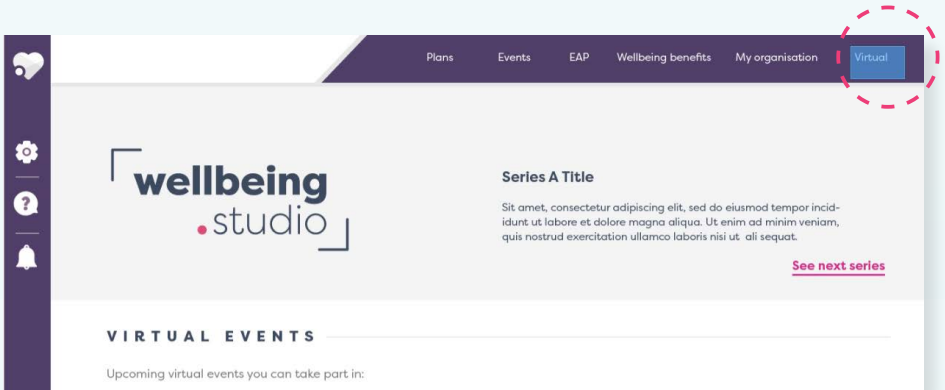 Plans Events EAP Wellbeing benefits My organisation Virtual
wellbeing
.studio
Series A Title
Sit amet, consectetur adipiscing elit, sed do eiusmod tempor incid-
idunt ut labore et dolore magna aliqua. Ut enim ad minim veniam,
quis nostrud exercitation ullamco laboris nisi ut ali sequat.
See next series
VIRTUAL EVENTS
Upcoming virtual events you can take part in: